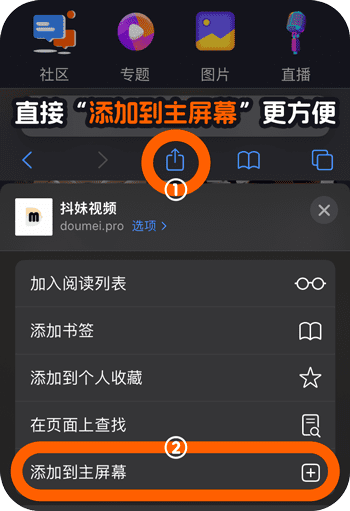 社区 专题 图片 直播
直接“添加到主屏幕”更方便
①
抖妹视频
m
doumei.pro 选项 >
加入阅读列表
添加书签
添加到个人收藏
在页面上查找
②
添加到主屏幕